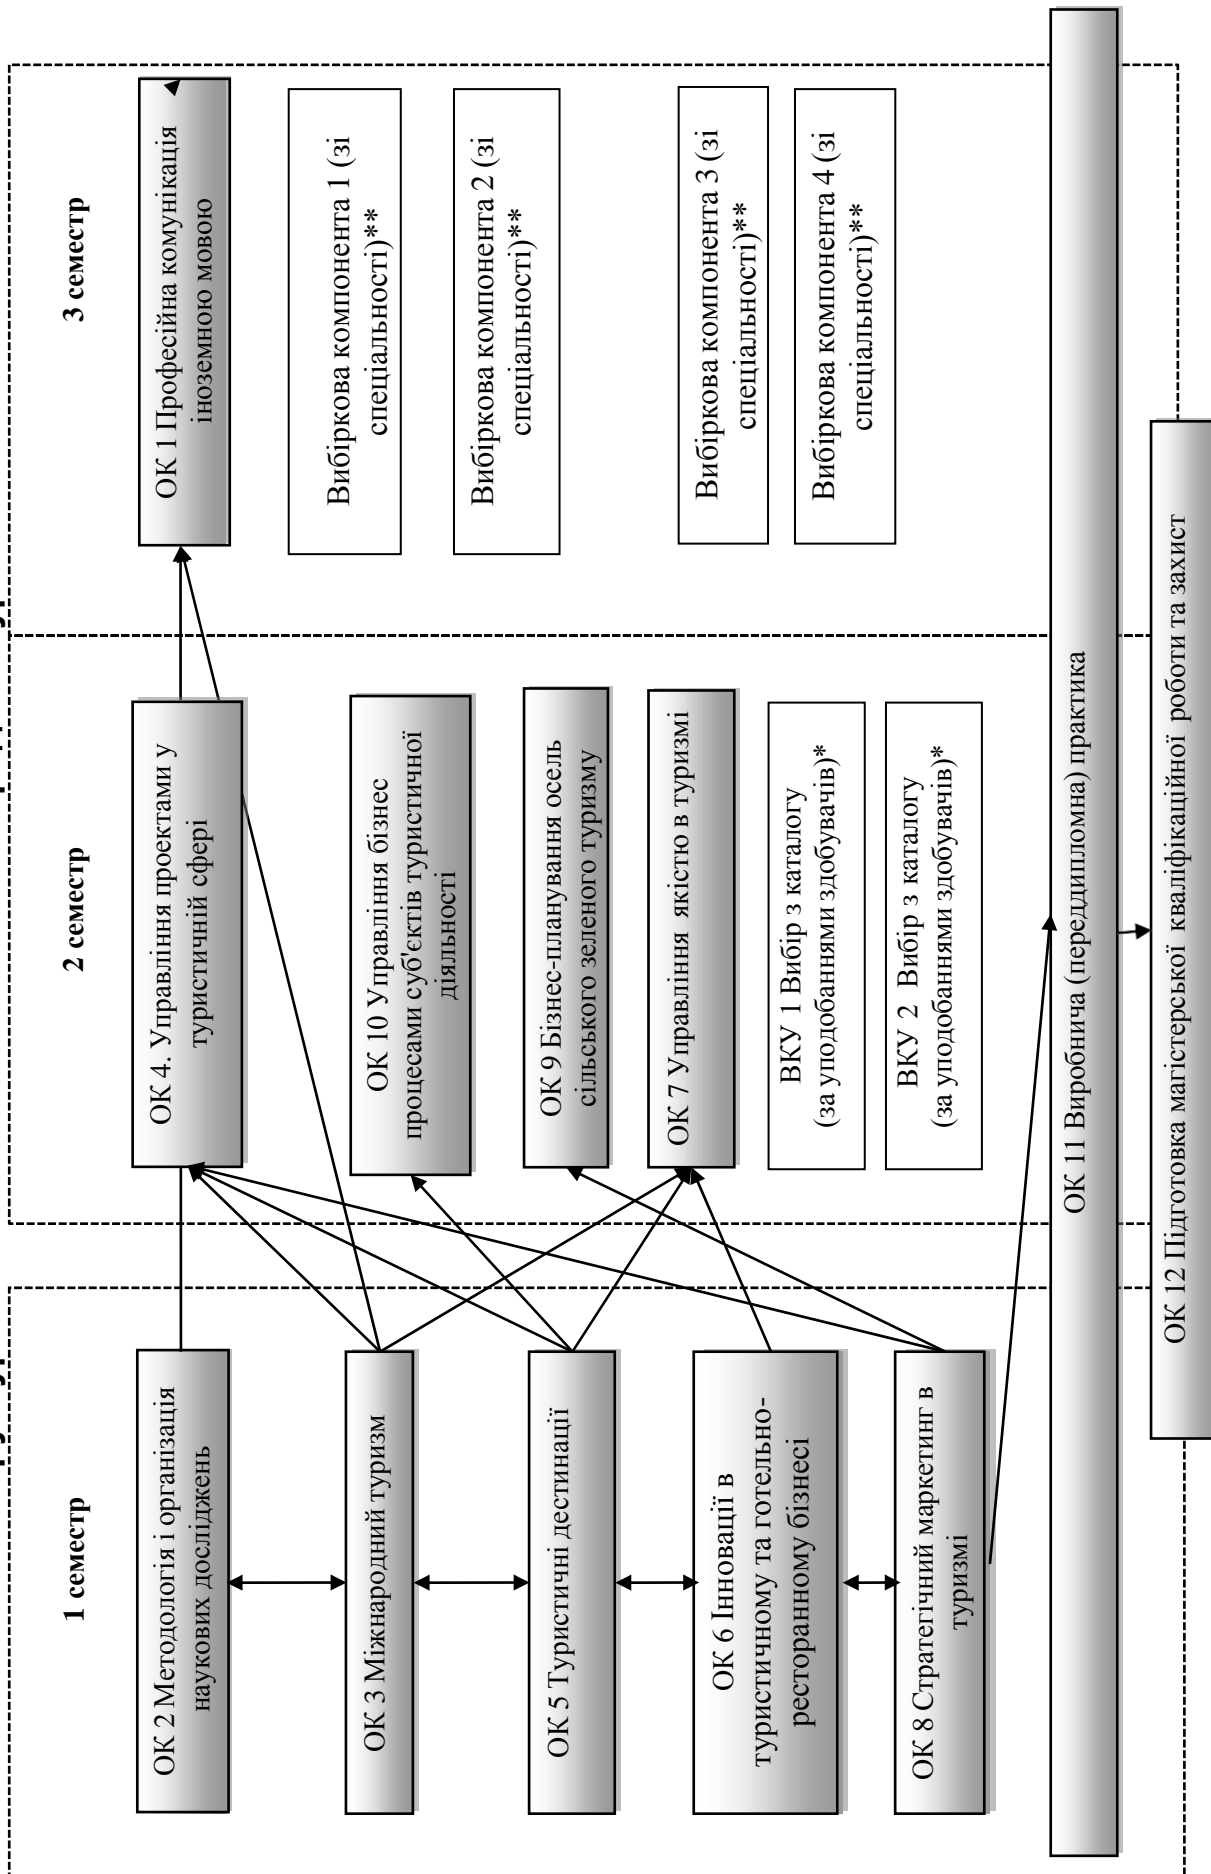 1 семестр
ОК 2 Методологія і організація
наукових досліджень
ОК 3 Міжнародний туризм
ОК 5 Туристичні дестинації
ОК 6 Інновації в
туристичному та готельно-
ресторанному бізнесі
ОК 8 Стратегічний маркетинг в
туризмі
2 семестр
ОК 4. Управління проектами у
туристичній сфері
ОК 10 Управління бізнес
процесами суб'єктів туристичної
діяльності
ОК 9 Бізнес-планування осель
сільського зеленого туризму
ОК 7 Управління якістю в туризмі
ВКУ 1 Вибір з каталогу
(за уподобаннями здобувачів)*
ВКУ 2 Вибір з каталогу
(за уподобаннями здобувачів)*
3 семестр
ОК 1 Професійна комунікація
іноземною мовою
Вибіркова компонента 1 (зі
спеціальності)**
Вибіркова компонента 2 (зі
спеціальності)**
Вибіркова компонента 3 (зі
спеціальності)**
Вибіркова компонента 4 (зі
спеціальності)**
ОК 11 Виробнича (переддипломна) практика
ОК 12 Підготовка магістерської кваліфікаційної роботи та захист